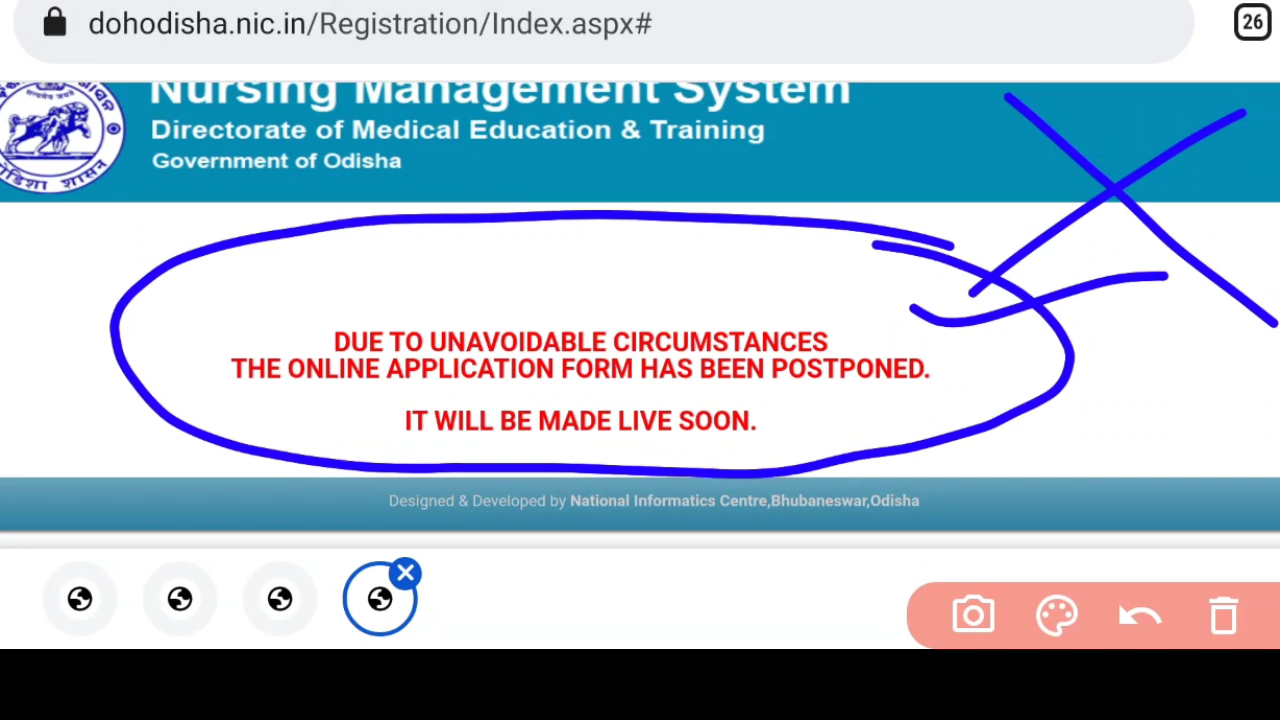 dohodisha.nic.in/Registration/Index.aspx#
26
Nursing Management System
Directorate of Medical Education & Training
Government of Odisha
DUE TO UNAVOIDABLE CIRCUMSTANCES
THE ONLINE APPLICATION FORM HAS BEEN POSTPONED.
IT WILL BE MADE LIVE SOON.
Designed & Developed by National Informatics Centre,Bhubaneswar,Odisha